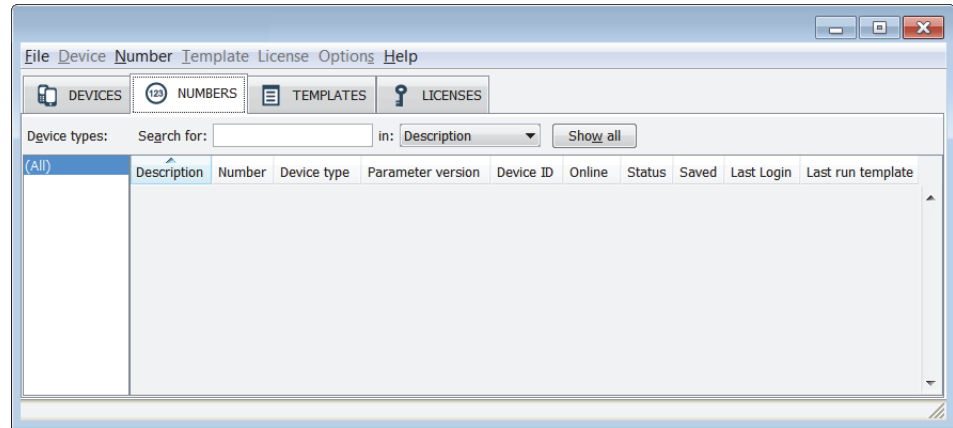 File Device Number Template License Options Help
DEVICES 123 NUMBERS TEMPLATES LICENSES
Device types: Search for: in: Description Show all
(All) Description Number Device type Parameter version Device ID Online Status Saved Last Login Last run template